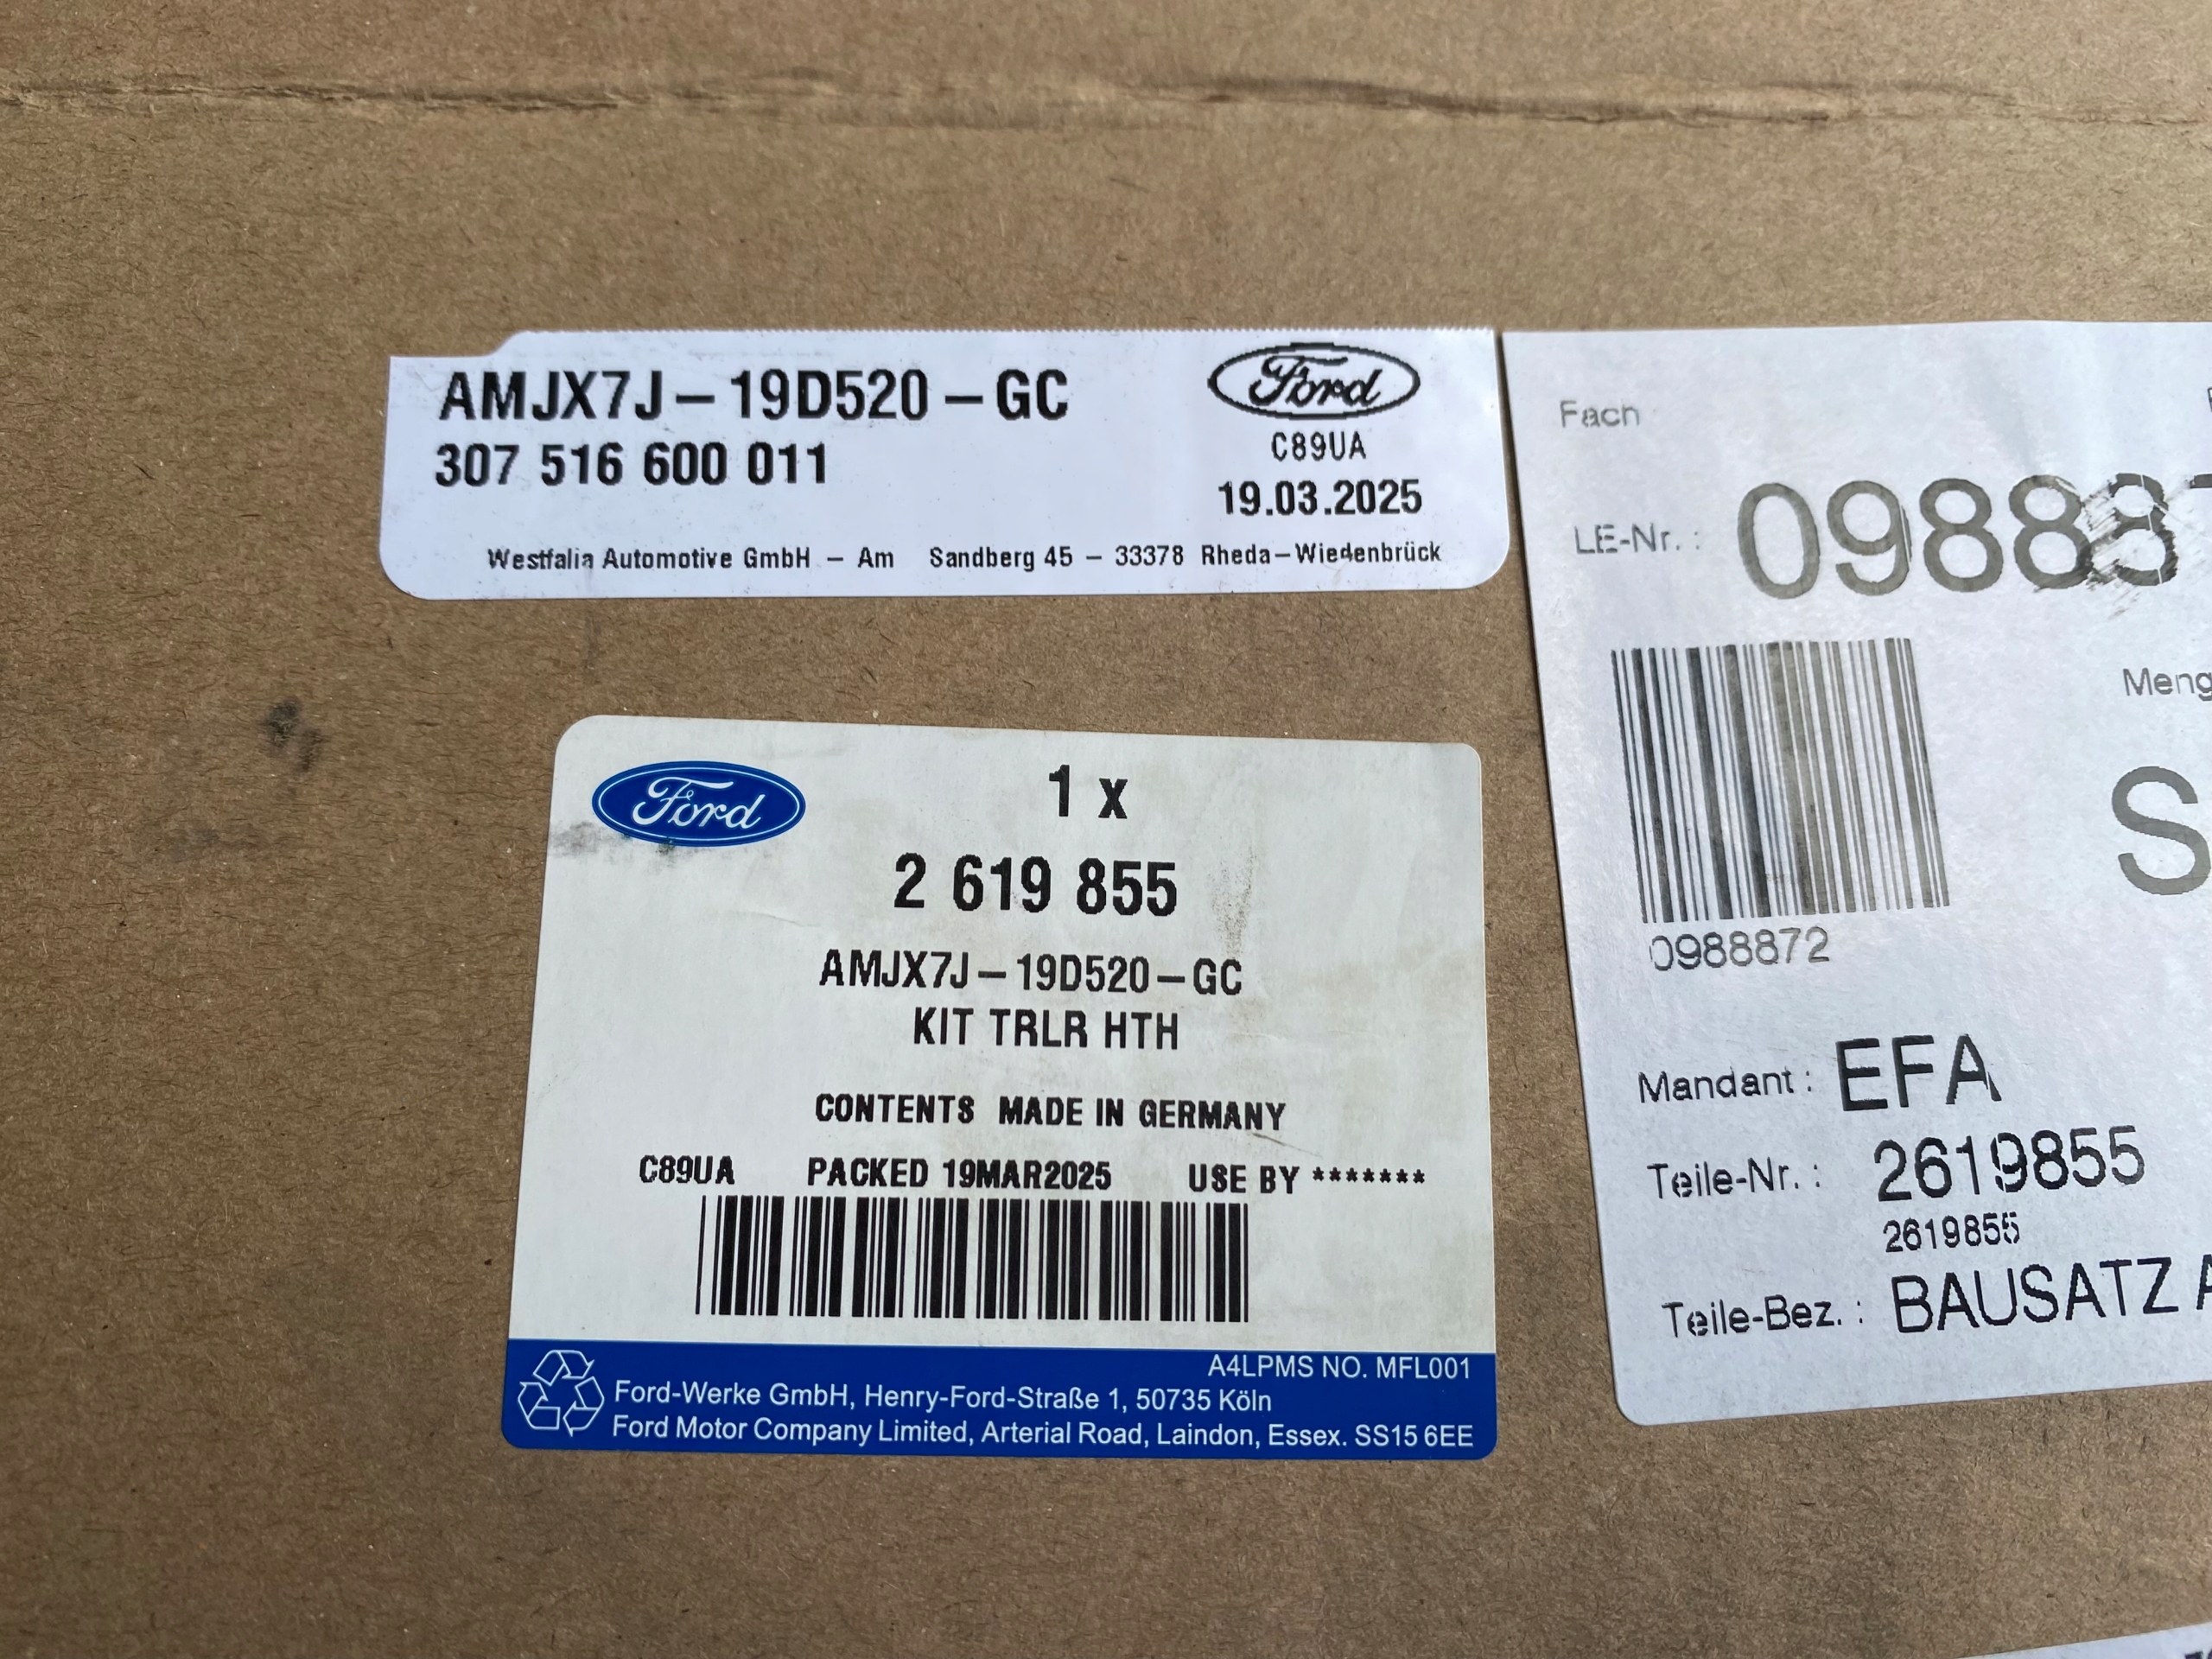 AMJX7J-19D520-GC
307 516 600 011
Ford
C89UA
19.03.2025
Westfalia Automotive GmbH - Am Sandberg 45 - 33378 Rheda-Wiedenbrück
Ford
1 x
2 619 855
AMJX7J-19D520-GC
KIT TRLR HTH
CONTENTS MADE IN GERMANY
C89UA PACKED 19MAR2025 USE BY *******
A4LPMS NO. MFL001
Ford-Werke GmbH, Henry-Ford-Straße 1, 50735 Köln
Ford Motor Company Limited, Arterial Road, Laindon, Essex. SS15 6EE
Fach
LE-Nr. : 098887
Meng
S
0988872
Mandant : EFA
Teile-Nr. : 2619855
2619855
Teile-Bez. : BAUSATZ A